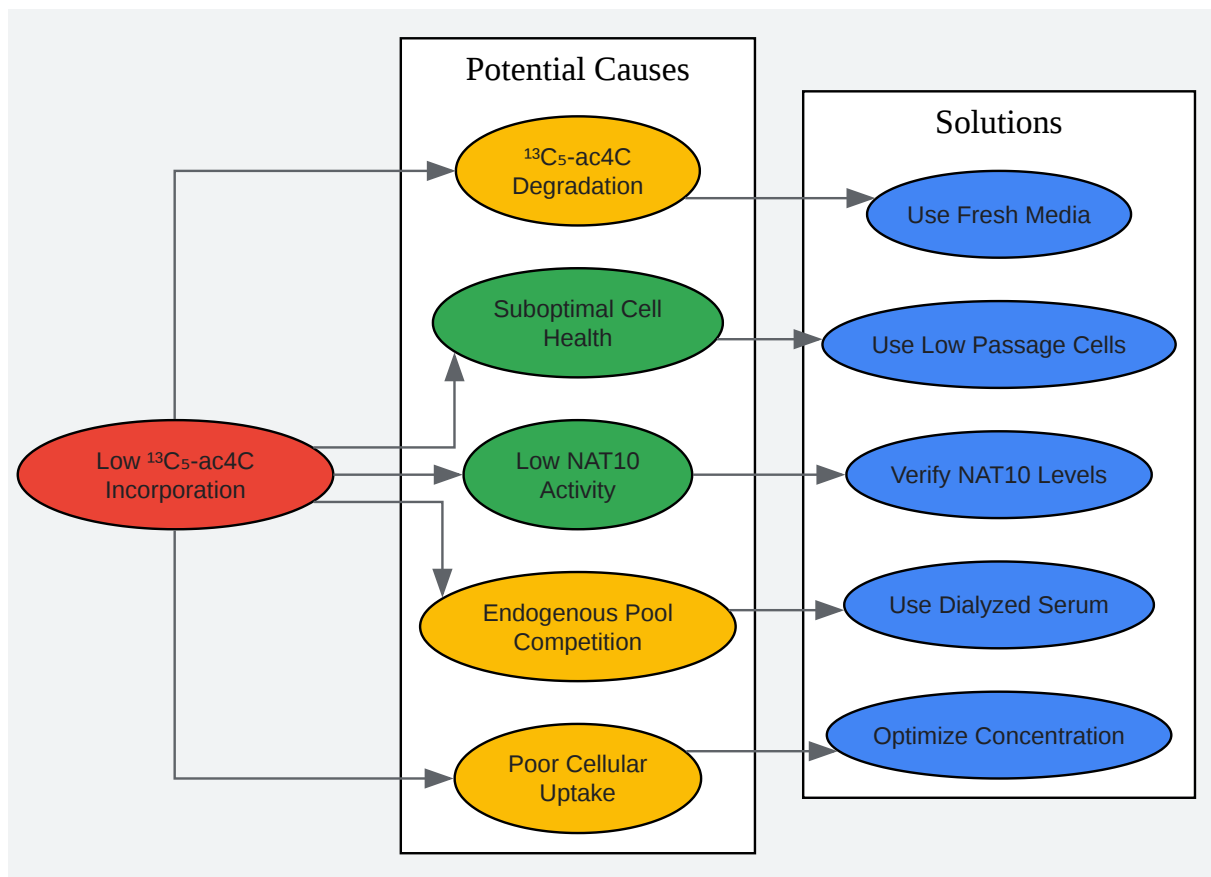 Potential Causes
¹³C₅-ac4C
Degradation
Suboptimal Cell
Health
Low NAT10
Activity
Endogenous Pool
Competition
Poor Cellular
Uptake
Solutions
Use Fresh Media
Use Low Passage Cells
Verify NAT10 Levels
Use Dialyzed Serum
Optimize Concentration
Low ¹³C₅-ac4C
Incorporation